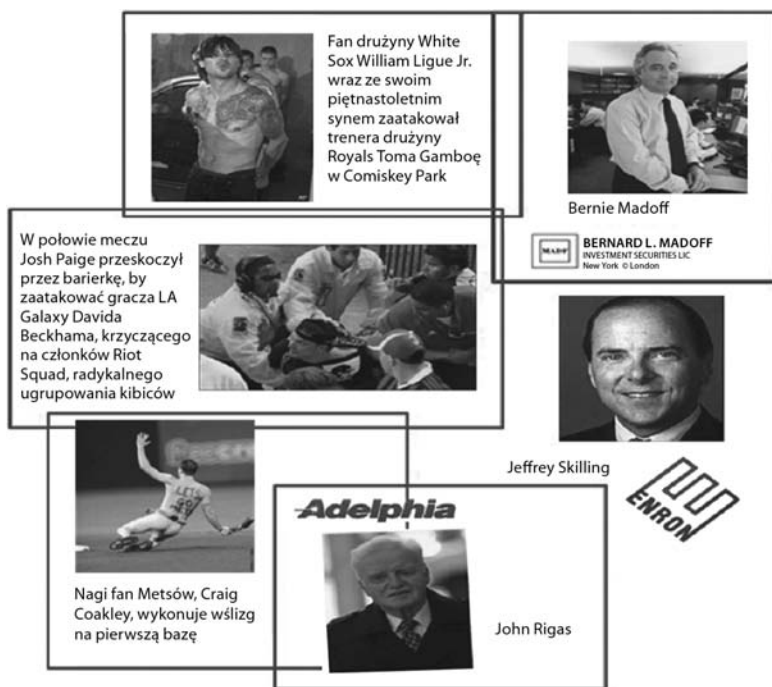 Fan drużyny White
Sox William Ligue Jr.
wraz ze swoim
piętnastoletnim
synem zaatakował
trenera drużyny
Royals Toma Gamboę
w Comiskey Park
Bernie Madoff
BERNARD L. MADOFF
INVESTMENT SECURITIES LIC
New York © London
W połowie meczu
Josh Paige przeskoczył
przez barierkę, by
zaatakować gracza LA
Galaxy Davida
Beckhama, krzyczącego
na członków Riot
Squad, radykalnego
ugrupowania kibiców
Jeffrey Skilling
ENRON
Nagi fan Metsów, Craig
Coakley, wykonuje wślizg
na pierwszą bazę
Adelphia
John Rigas